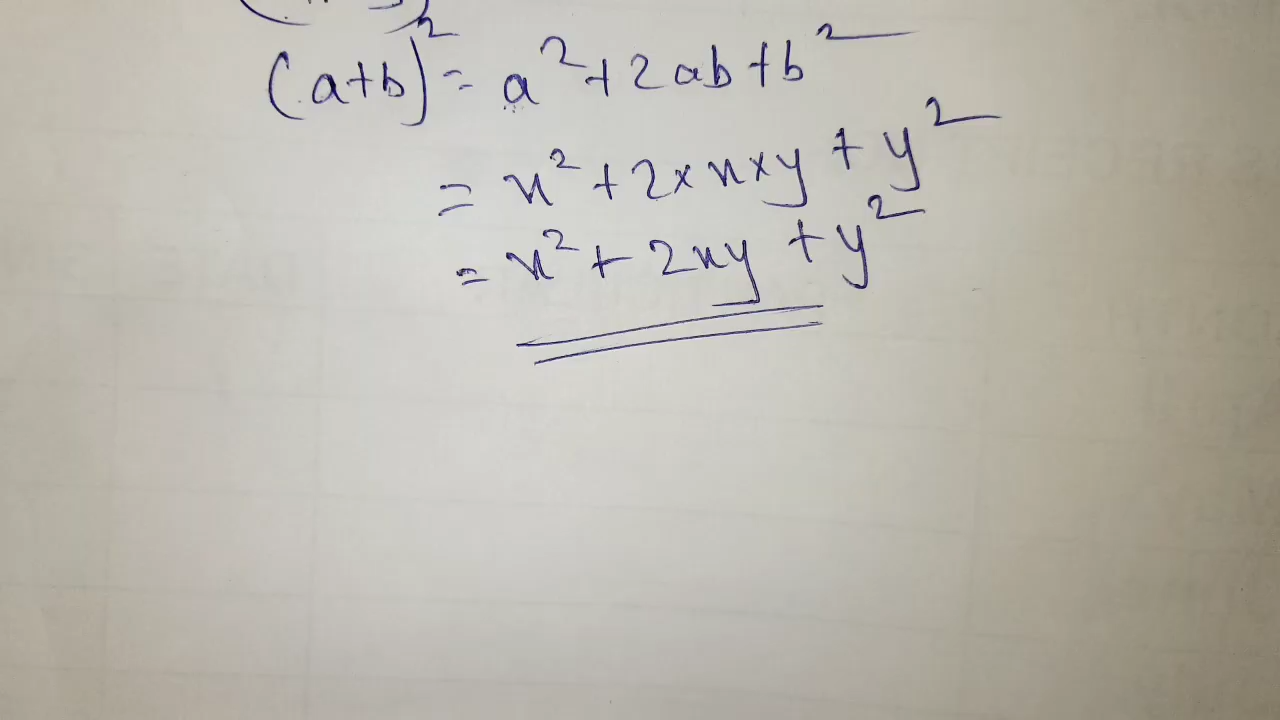 (a+b)² = a² + 2ab + b²
= x² + 2 × x × y + y²
= x² + 2xy + y²